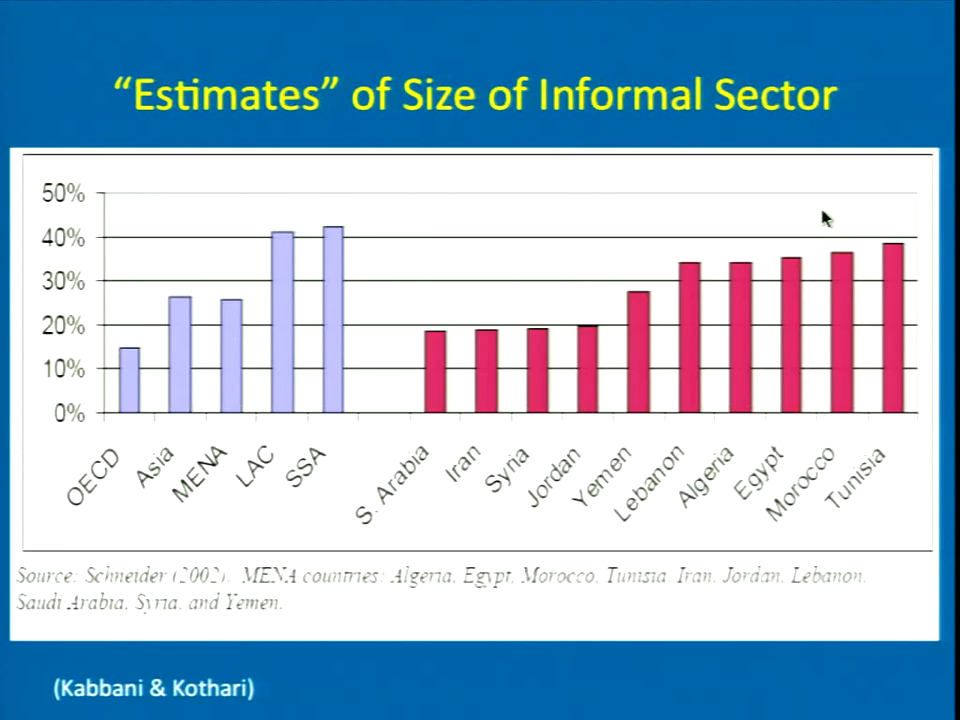 “Estimates” of Size of Informal Sector
50%
40%
30%
20%
10%
0%
OECD
Asia
MENA
LAC
SSA
S. Arabia
Iran
Syria
Jordan
Yemen
Lebanon
Algeria
Egypt
Morocco
Tunisia
Source: Schneider (2002). MENA countries: Algeria, Egypt, Morocco, Tunisia, Iran, Jordan, Lebanon,
Saudi Arabia, Syria, and Yemen.
(Kabbani & Kothari)